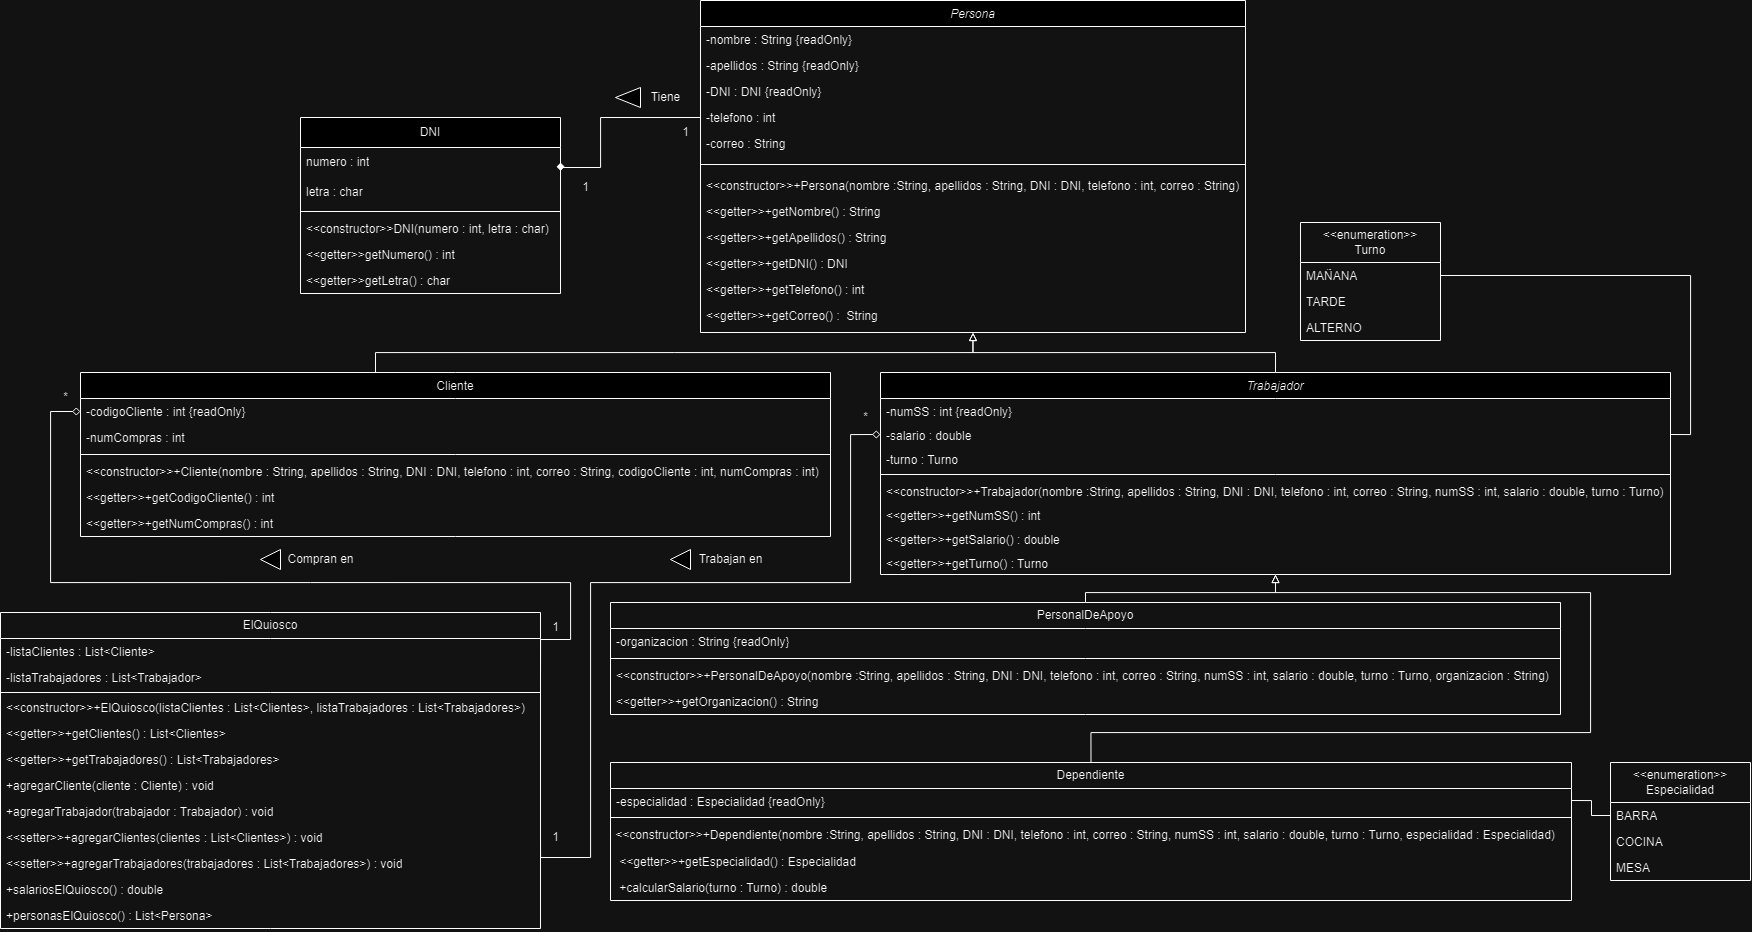 Persona
-nombre : String {readOnly}
-apellidos : String {readOnly}
-DNI : DNI {readOnly}
-telefono : int
-correo : String
<<constructor>>+Persona(nombre :String, apellidos : String, DNI : DNI, telefono : int, correo : String)
<<getter>>+getNombre() : String
<<getter>>+getApellidos() : String
<<getter>>+getDNI() : DNI
<<getter>>+getTelefono() : int
<<getter>>+getCorreo() :  String
Tiene
1
1
DNI
numero : int
letra : char
<<constructor>>DNI(numero : int, letra : char)
<<getter>>getNumero() : int
<<getter>>getLetra() : char
<<enumeration>>
Turno
MAÑANA
TARDE
ALTERNO
*
Cliente
-codigoCliente : int {readOnly}
-numCompras : int
<<constructor>>+Cliente(nombre : String, apellidos : String, DNI : DNI, telefono : int, correo : String, codigoCliente : int, numCompras : int)
<<getter>>+getCodigoCliente() : int
<<getter>>+getNumCompras() : int
*
Trabajador
-numSS : int {readOnly}
-salario : double
-turno : Turno
<<constructor>>+Trabajador(nombre :String, apellidos : String, DNI : DNI, telefono : int, correo : String, numSS : int, salario : double, turno : Turno)
<<getter>>+getNumSS() : int
<<getter>>+getSalario() : double
<<getter>>+getTurno() : Turno
Compran en
Trabajan en
ElQuiosco
1
-listaClientes : List<Cliente>
-listaTrabajadores : List<Trabajador>
<<constructor>>+ElQuiosco(listaClientes : List<Clientes>, listaTrabajadores : List<Trabajadores>)
<<getter>>+getClientes() : List<Clientes>
<<getter>>+getTrabajadores() : List<Trabajadores>
+agregarCliente(cliente : Cliente) : void
+agregarTrabajador(trabajador : Trabajador) : void
<<setter>>+agregarClientes(clientes : List<Clientes>) : void
1
<<setter>>+agregarTrabajadores(trabajadores : List<Trabajadores>) : void
+salariosElQuiosco() : double
+personasElQuiosco() : List<Persona>
PersonalDeApoyo
-organizacion : String {readOnly}
<<constructor>>+PersonalDeApoyo(nombre :String, apellidos : String, DNI : DNI, telefono : int, correo : String, numSS : int, salario : double, turno : Turno, organizacion : String)
<<getter>>+getOrganizacion() : String
Dependiente
-especialidad : Especialidad {readOnly}
<<constructor>>+Dependiente(nombre :String, apellidos : String, DNI : DNI, telefono : int, correo : String, numSS : int, salario : double, turno : Turno, especialidad : Especialidad)
<<getter>>+getEspecialidad() : Especialidad
+calcularSalario(turno : Turno) : double
<<enumeration>>
Especialidad
BARRA
COCINA
MESA